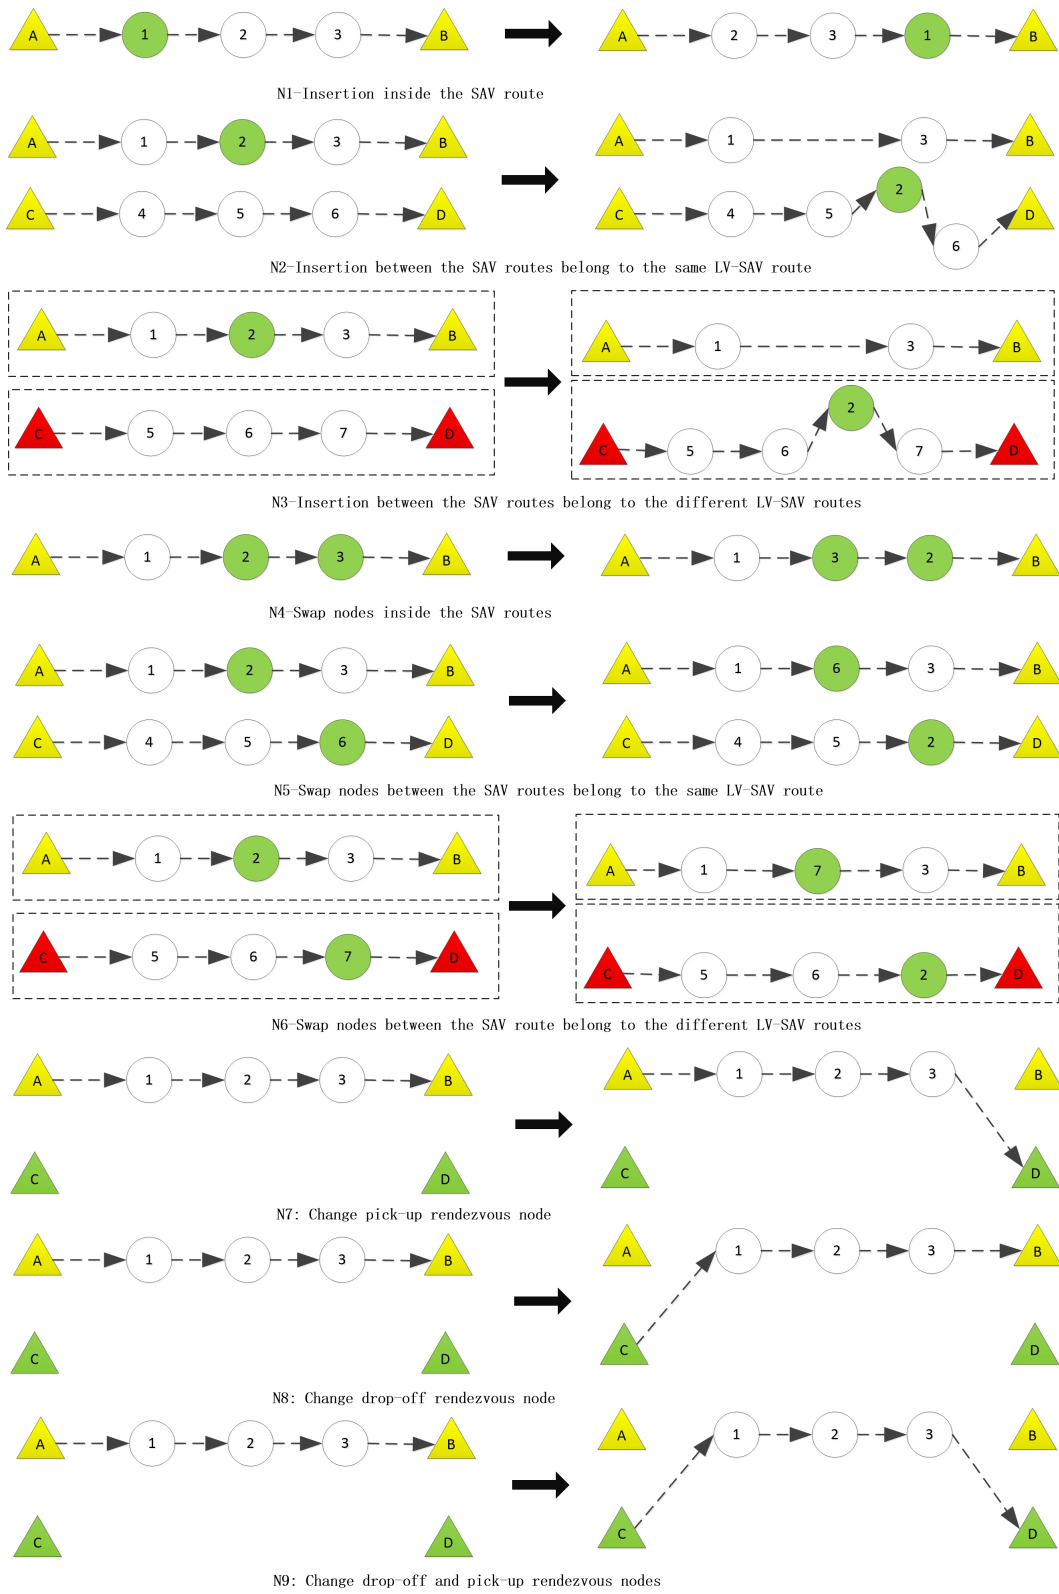 A 1 2 3 B A 2 3 1 B
N1-Insertion inside the SAV route
A 1 2 3 B A 1 3 B
C 4 5 6 D C 4 5 2 6 D
N2-Insertion between the SAV routes belong to the same LV-SAV route
A 1 2 3 B A 1 3 B
C 5 6 7 D C 5 6 2 7 D
N3-Insertion between the SAV routes belong to the different LV-SAV routes
A 1 2 3 B A 1 3 2 B
N4-Swap nodes inside the SAV routes
A 1 2 3 B A 1 6 3 B
C 4 5 6 D C 4 5 2 D
N5-Swap nodes between the SAV routes belong to the same LV-SAV route
A 1 2 3 B A 1 7 3 B
C 5 6 7 D C 5 6 2 D
N6-Swap nodes between the SAV route belong to the different LV-SAV routes
A 1 2 3 B A 1 2 3 B
C D C D
N7: Change pick-up rendezvous node
A 1 2 3 B A 1 2 3 B
C D C D
N8: Change drop-off rendezvous node
A 1 2 3 B A 1 2 3 B
C D C D
N9: Change drop-off and pick-up rendezvous nodes